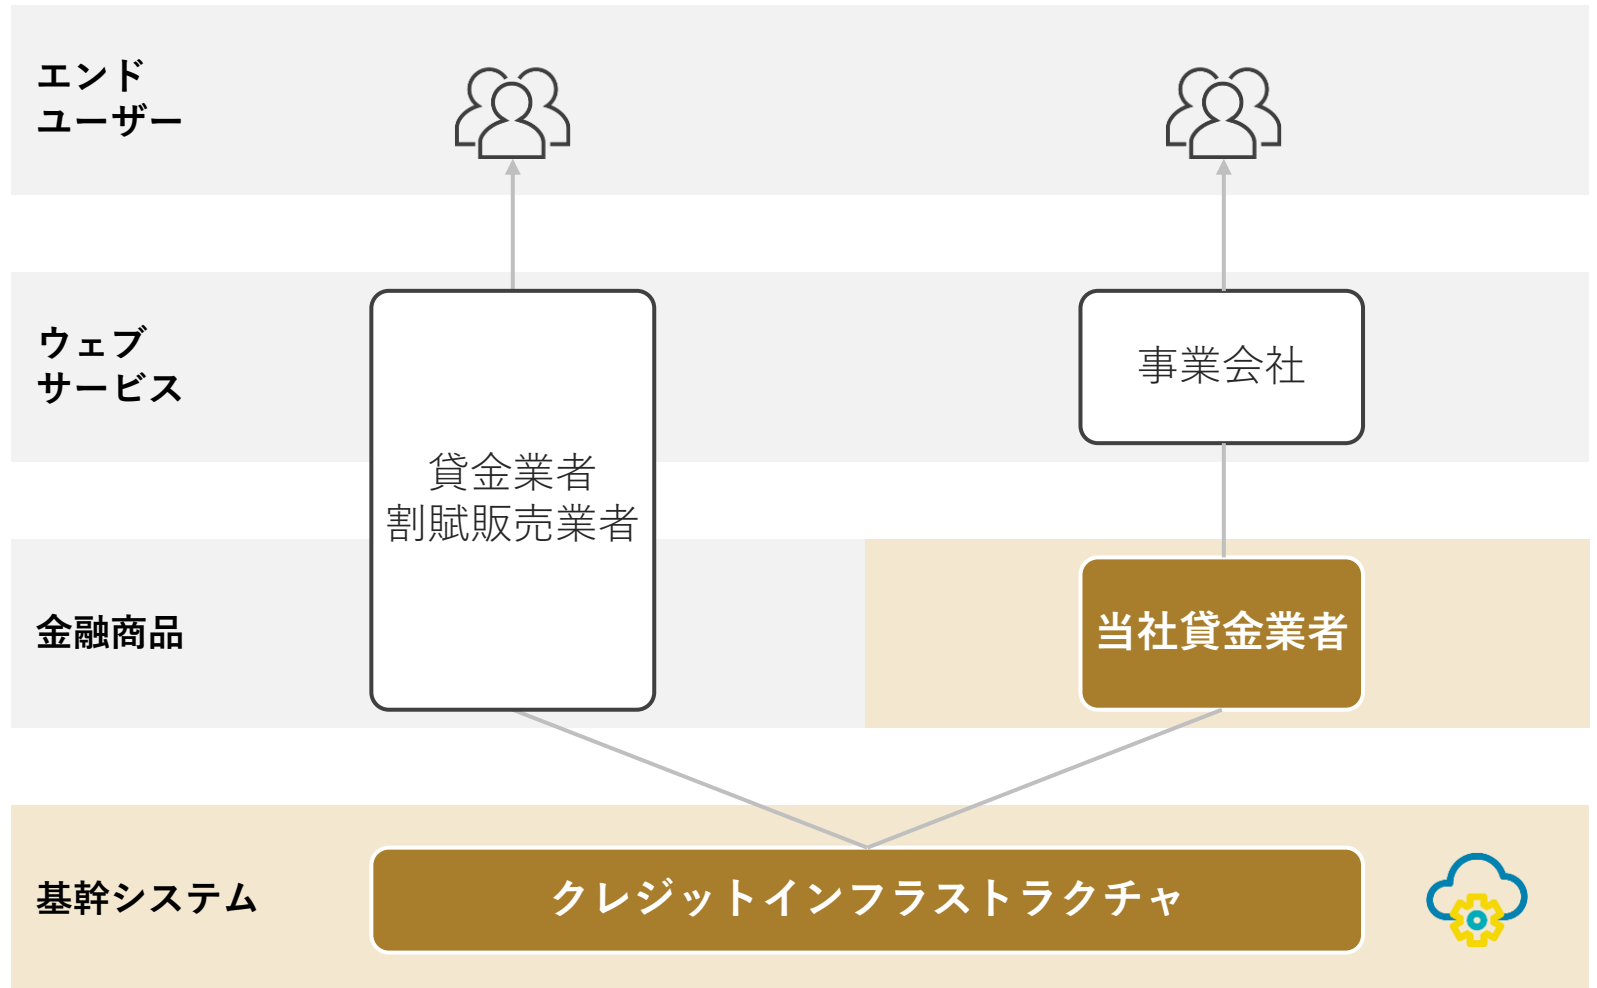 エンド
ユーザー
ウェブ
サービス
事業会社
貸金業者
割賦販売業者
金融商品
当社貸金業者
基幹システム
クレジットインフラストラクチャ